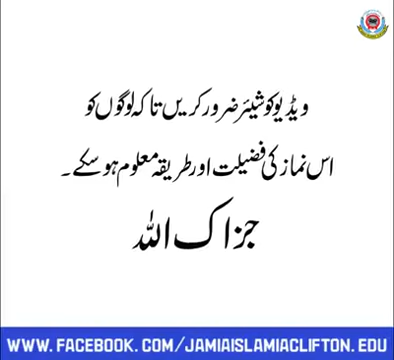 ویڈیو کو شیئر ضرور کریں تاکہ لوگوں کو
اس نماز کی فضیلت اور طریقہ معلوم ہو سکے۔
جزاک اللہ
WWW.FACEBOOK.COM/JAMIAISLAMIACLIFTON.EDU